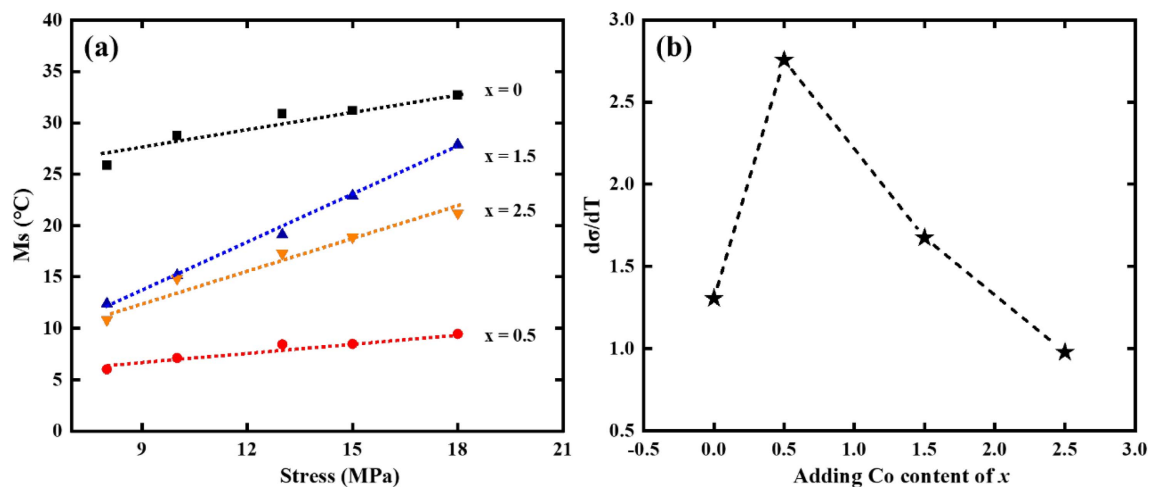 (a)
40
35
30
25
20
15
10
5
0
Ms (℃)
x = 0
x = 1.5
x = 2.5
x = 0.5
9 12 15 18 21
Stress (MPa)
(b)
3.0
2.5
2.0
1.5
1.0
0.5
dσ/dT
-0.5 0.0 0.5 1.0 1.5 2.0 2.5 3.0
Adding Co content of x